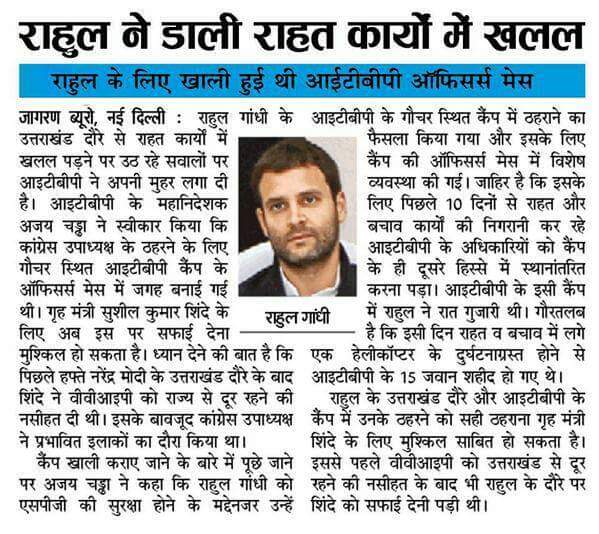 राहुल ने डाली राहत कार्यों में खलल
राहुल के लिए खाली हुई थी आईटीबीपी ऑफिसर्स मेस
जागरण ब्यूरो, नई दिल्ली : राहुल गांधी के
उत्तराखंड दौरे से राहत कार्यों में
खलल पड़ने पर उठ रहे सवालों पर
आइटीबीपी ने अपनी मुहर लगा दी
है। आइटीबीपी के महानिदेशक
अजय चड्ढा ने स्वीकार किया कि
कांग्रेस उपाध्यक्ष के ठहरने के लिए
गौचर स्थित आइटीबीपी कैंप के
ऑफिसर्स मेस में जगह बनाई गई
थी। गृह मंत्री सुशील कुमार शिंदे के
लिए अब इस पर सफाई देना
मुश्किल हो सकता है। ध्यान देने की बात है कि
पिछले हफ्ते नरेंद्र मोदी के उत्तराखंड दौरे के बाद
शिंदे ने वीवीआइपी को राज्य से दूर रहने की
नसीहत दी थी। इसके बावजूद कांग्रेस उपाध्यक्ष
ने प्रभावित इलाकों का दौरा किया था।
कैंप खाली कराए जाने के बारे में पूछे जाने
पर अजय चड्ढा ने कहा कि राहुल गांधी को
एसपीजी की सुरक्षा होने के मद्देनजर उन्हें
राहुल गांधी
आइटीबीपी के गौचर स्थित कैंप में ठहराने का
फैसला किया गया और इसके लिए
कैंप की ऑफिसर्स मेस में विशेष
व्यवस्था की गई। जाहिर है कि इसके
लिए पिछले 10 दिनों से राहत और
बचाव कार्यों की निगरानी कर रहे
आइटीबीपी के अधिकारियों को कैंप
के ही दूसरे हिस्से में स्थानांतरित
करना पड़ा। आइटीबीपी के इसी कैंप
में राहुल ने रात गुजारी थी। गौरतलब
है कि इसी दिन राहत व बचाव में लगे
एक हेलीकॉप्टर के दुर्घटनाग्रस्त होने से
आइटीबीपी के 15 जवान शहीद हो गए थे।
राहुल के उत्तराखंड दौरे और आइटीबीपी के
कैंप में उनके ठहरने को सही ठहराना गृह मंत्री
शिंदे के लिए मुश्किल साबित हो सकता है।
इससे पहले वीवीआइपी को उत्तराखंड से दूर
रहने की नसीहत के बाद भी राहुल के दौरे पर
शिंदे को सफाई देनी पड़ी थी।